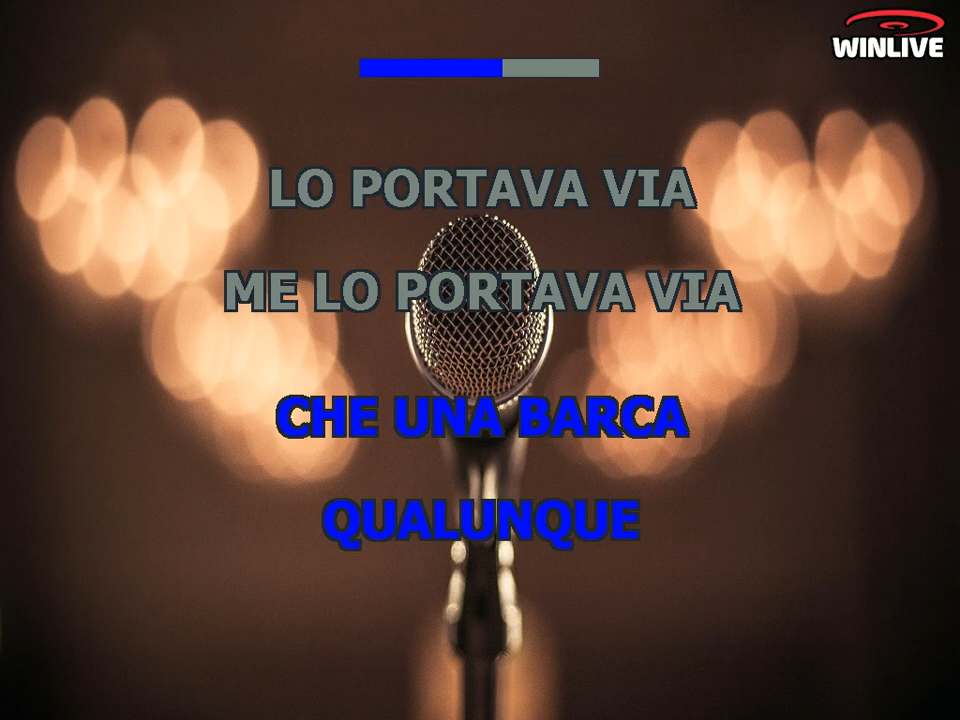 WINLIVE
LO PORTAVA VIA
ME LO PORTAVA VIA
CHE UNA BARCA
QUALUNQUE